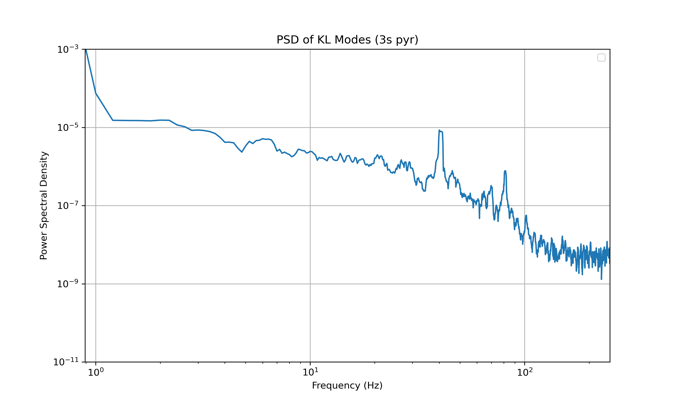 PSD of KL Modes (3s pyr)
10⁻³
10⁻⁵
10⁻⁷
10⁻⁹
10⁻¹¹
Power Spectral Density
10⁰
10¹
10²
Frequency (Hz)